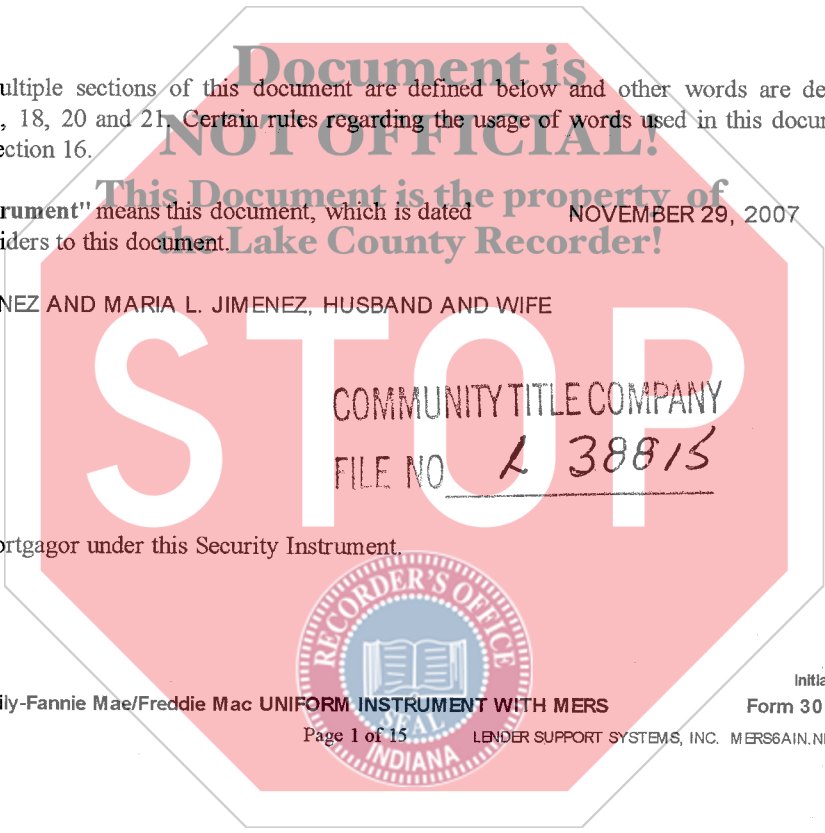 Document is
ultiple sections of this document are defined below and other words are de
, 18, 20 and 21. Certain rules regarding the usage of words used in this docu
NOT OFFICIAL!
ection 16.
This Document is the property of
rument" means this document, which is dated NOVEMBER 29, 2007
iders to this document.
the Lake County Recorder!
NEZ AND MARIA L. JIMENEZ, HUSBAND AND WIFE
STOP
COMMUNITY TITLE COMPANY
FILE NO L 38815
ortgagor under this Security Instrument.
RECORDER'S OFFICE
SEAL
INDIANA
Initia
ily-Fannie Mae/Freddie Mac UNIFORM INSTRUMENT WITH MERS Form 30
Page 1 of 15 LENDER SUPPORT SYSTEMS, INC. MERS6AIN.N